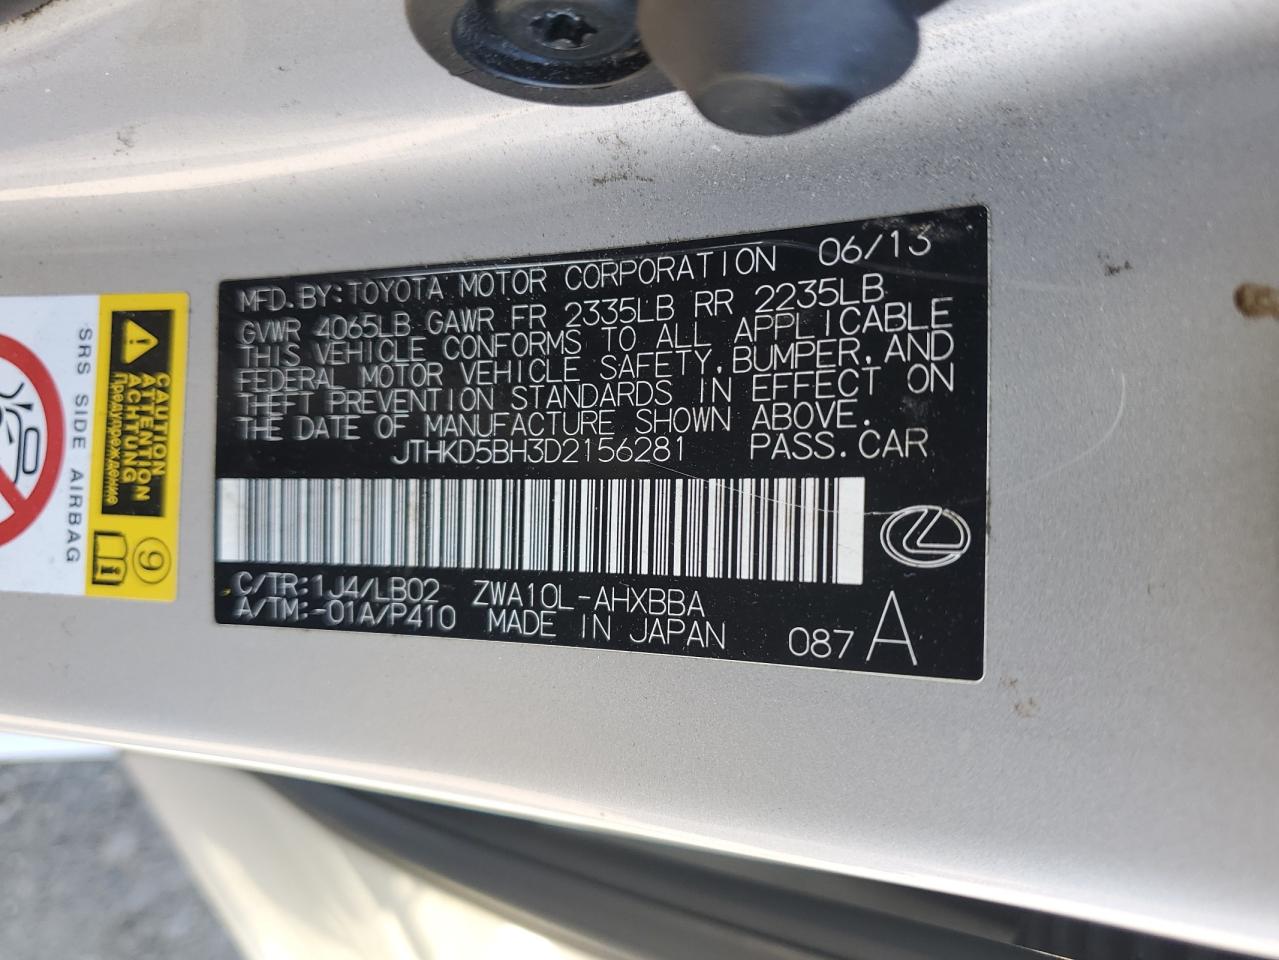 MFD.BY:TOYOTA MOTOR CORPORATION 06/13
GVWR 4065LB GAWR FR 2335LB RR 2235LB
THIS VEHICLE CONFORMS TO ALL APPLICABLE
FEDERAL MOTOR VEHICLE SAFETY,BUMPER,AND
THEFT PREVENTION STANDARDS IN EFFECT ON
THE DATE OF MANUFACTURE SHOWN ABOVE.
JTHKD5BH3D2156281 PASS.CAR
C/TR:1J4/LB02 ZWA10L-AHXBBA
A/TM:-01A/P410 MADE IN JAPAN 087 A
CAUTION
ATTENTION
ACHTUNG
Предупреждение
9
SRS SIDE AIRBAG